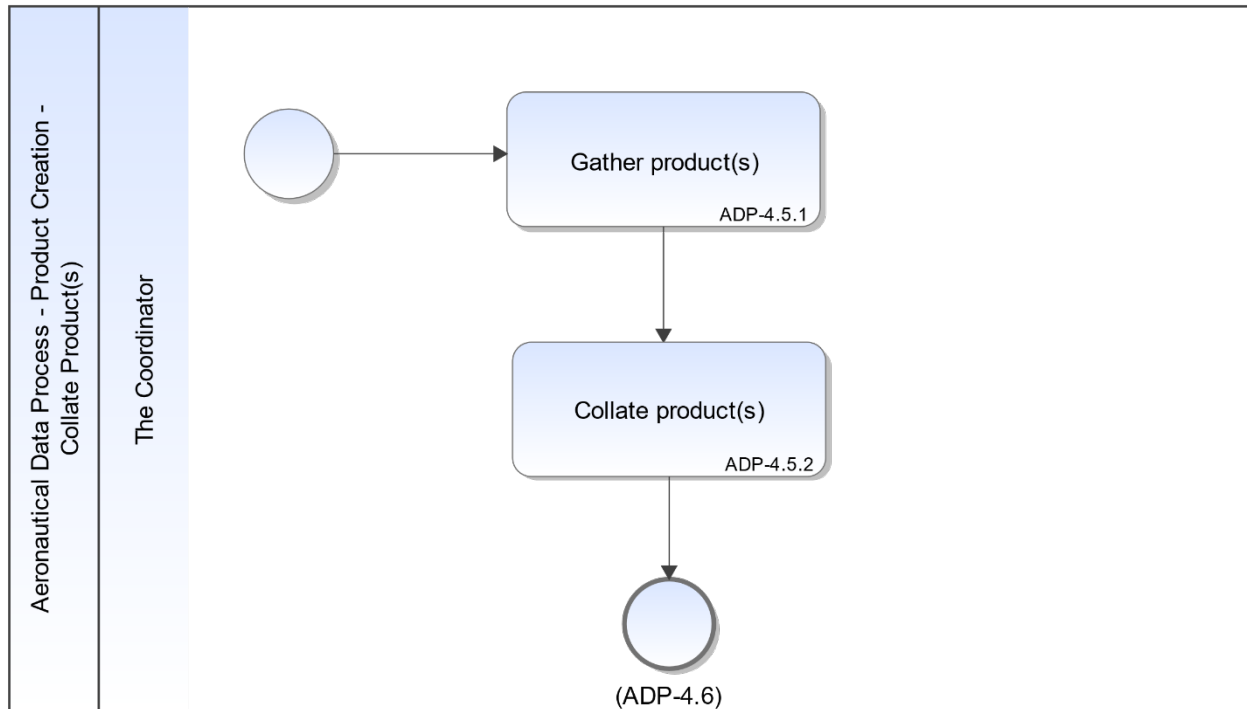 Aeronautical Data Process - Product Creation -
Collate Product(s)
The Coordinator
Gather product(s)
ADP-4.5.1
Collate product(s)
ADP-4.5.2
(ADP-4.6)